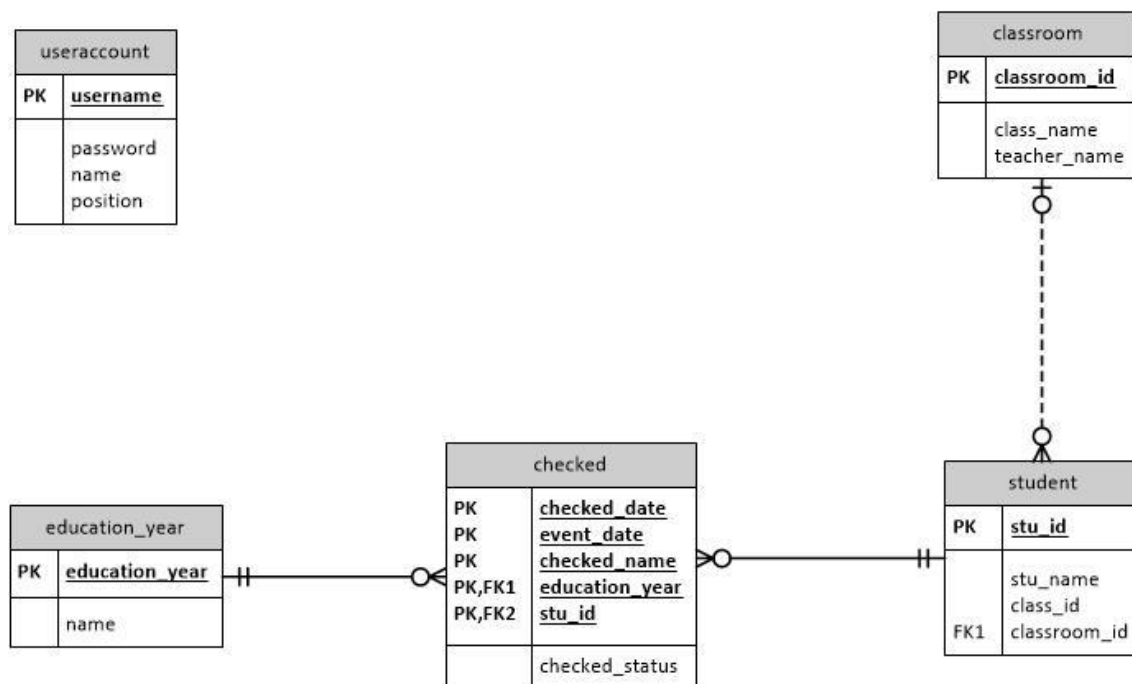 useraccount
PK username
password
name
position
classroom
PK classroom_id
class_name
teacher_name
checked
PK checked_date
PK event_date
PK checked_name
PK,FK1 education_year
PK,FK2 stu_id
checked_status
education_year
PK education_year
name
student
PK stu_id
stu_name
class_id
FK1 classroom_id